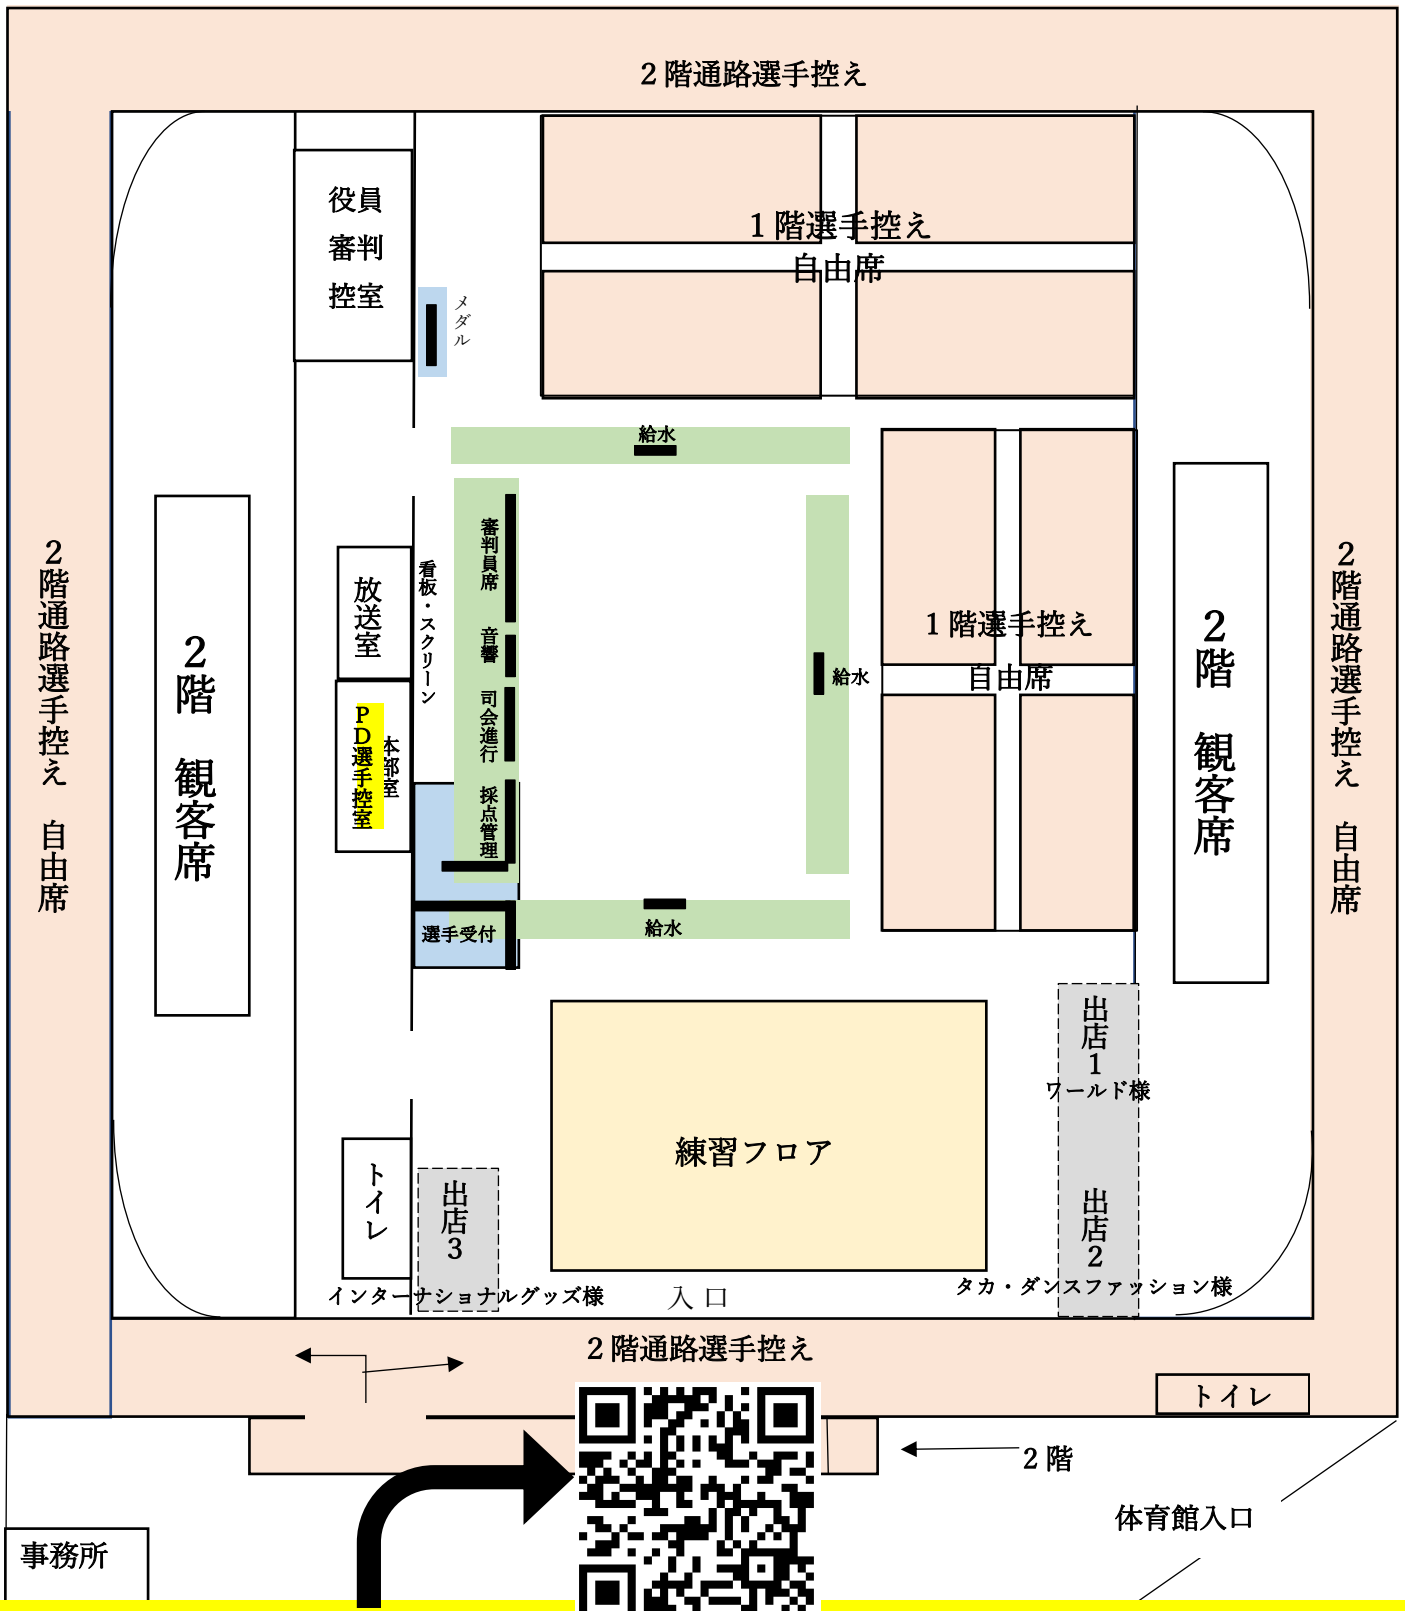 2階通路選手控え
役員
審判
控室
メダル
1階選手控え
自由席
給水
2階通路選手控え 自由席
2階 観客席
放送室
看板・スクリーン
審判員席
音響
司会進行
採点管理
PD選手控室
本部室
選手受付
給水
給水
1階選手控え
自由席
2階 観客席
2階通路選手控え 自由席
出店1
ワールド様
練習フロア
トイレ
出店3
インターナショナルグッズ様
入口
出店2
タカ・ダンスファッション様
2階通路選手控え
トイレ
2階
体育館入口
事務所